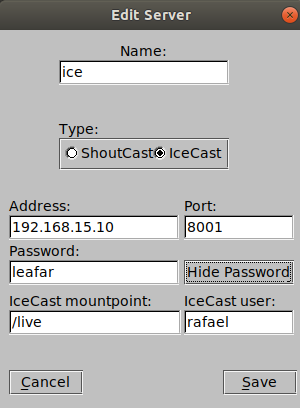 Edit Server
Name:
ice
Type:
ShoutCast IceCast
Address: Port:
192.168.15.10 8001
Password:
leafar Hide Password
IceCast mountpoint: IceCast user:
/live rafael
Cancel Save